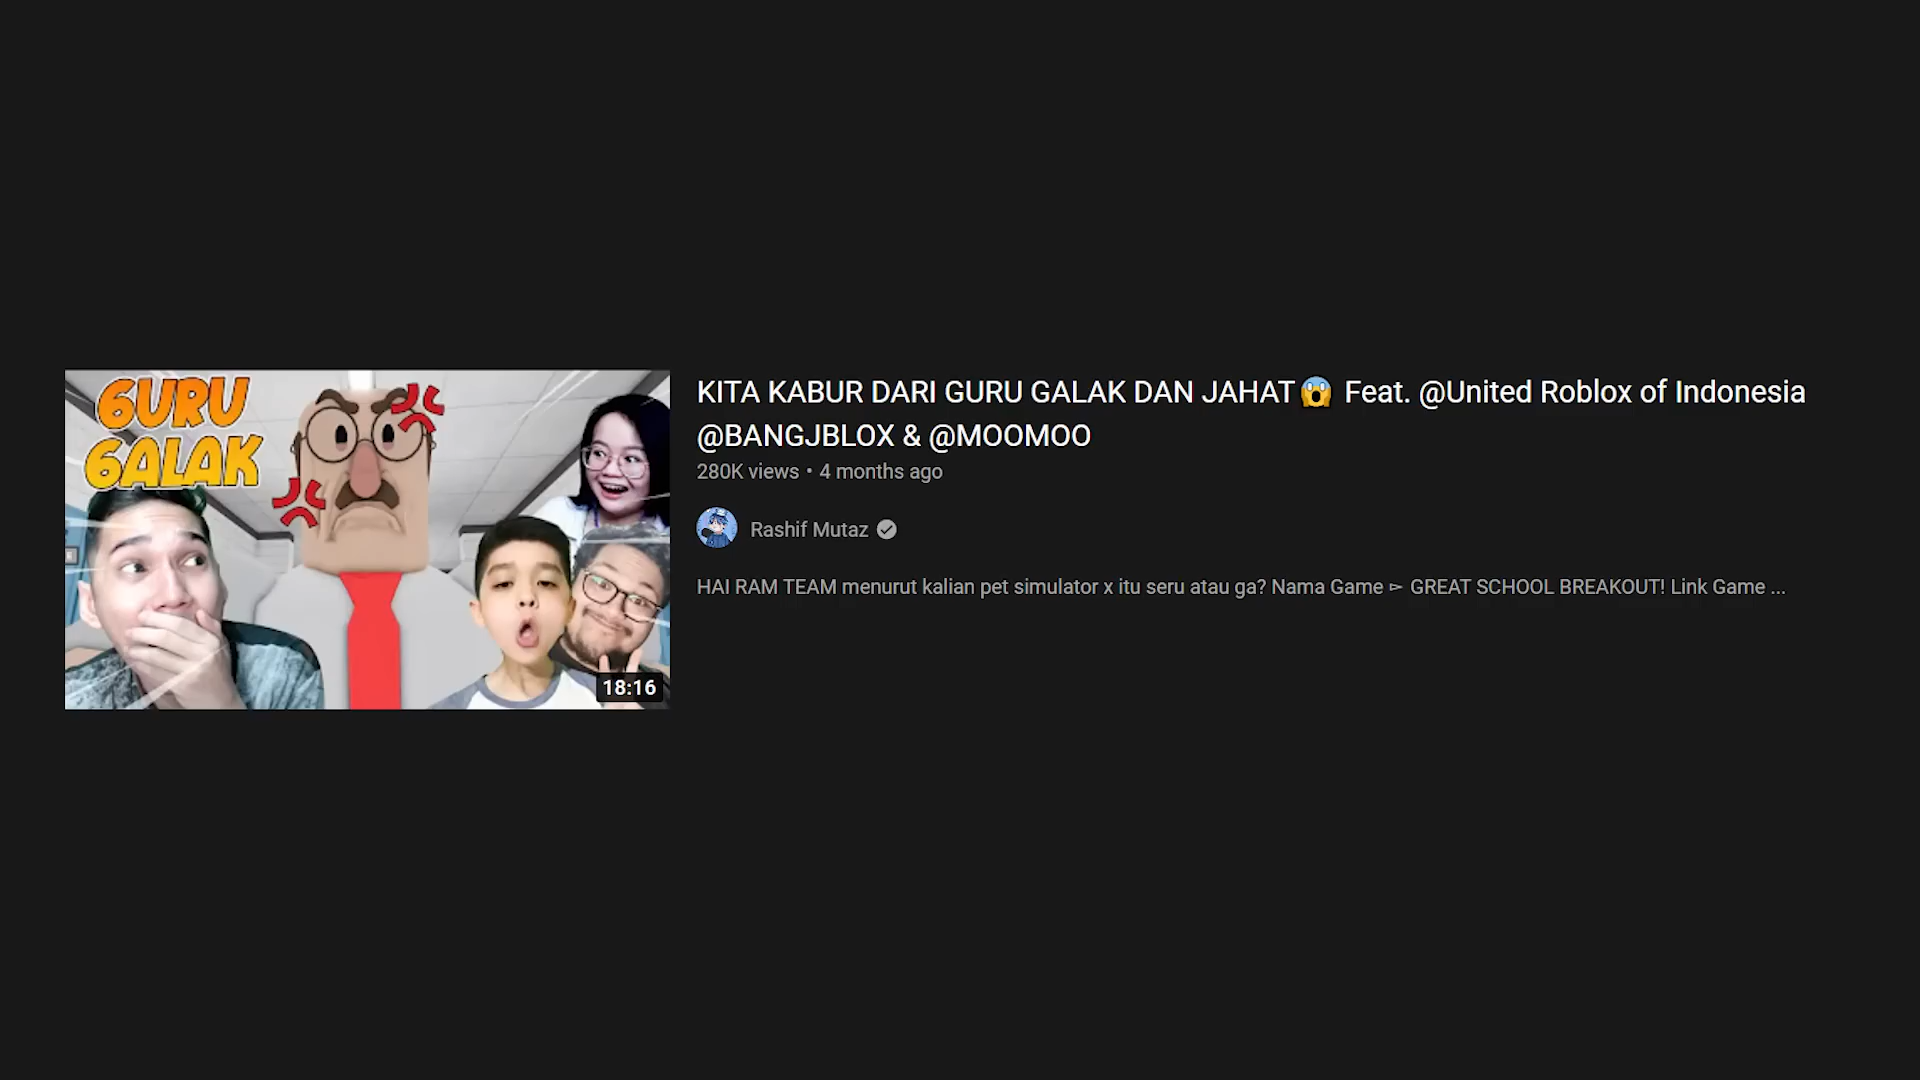 GURU
GALAK
18:16
KITA KABUR DARI GURU GALAK DAN JAHAT😱 Feat. @United Roblox of Indonesia
@BANGJBLOX & @MOOMOO
280K views • 4 months ago
Rashif Mutaz
HAI RAM TEAM menurut kalian pet simulator x itu seru atau ga? Nama Game ➣ GREAT SCHOOL BREAKOUT! Link Game ...